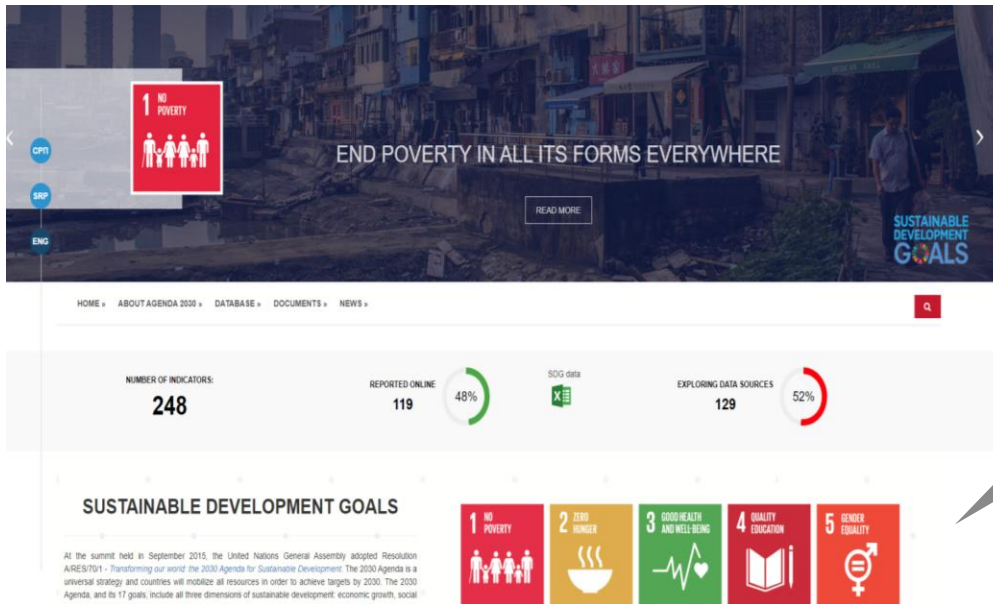 1 NO
POVERTY
СРП
SRP
ENG
END POVERTY IN ALL ITS FORMS EVERYWHERE
READ MORE
SUSTAINABLE
DEVELOPMENT
GOALS
HOME » ABOUT AGENDA 2030 » DATABASE » DOCUMENTS » NEWS »
NUMBER OF INDICATORS:
248
REPORTED ONLINE
119
48%
SDG data
EXPLORING DATA SOURCES
129
52%
SUSTAINABLE DEVELOPMENT GOALS
At the summit held in September 2015, the United Nations General Assembly adopted Resolution
A/RES/70/1 - Transforming our world: the 2030 Agenda for Sustainable Development. The 2030 Agenda is a
universal strategy and countries will mobilize all resources in order to achieve targets by 2030. The 2030
Agenda, and its 17 goals, include all three dimensions of sustainable development: economic growth, social
1 NO
POVERTY
2 ZERO
HUNGER
3 GOOD HEALTH
AND WELL-BEING
4 QUALITY
EDUCATION
5 GENDER
EQUALITY